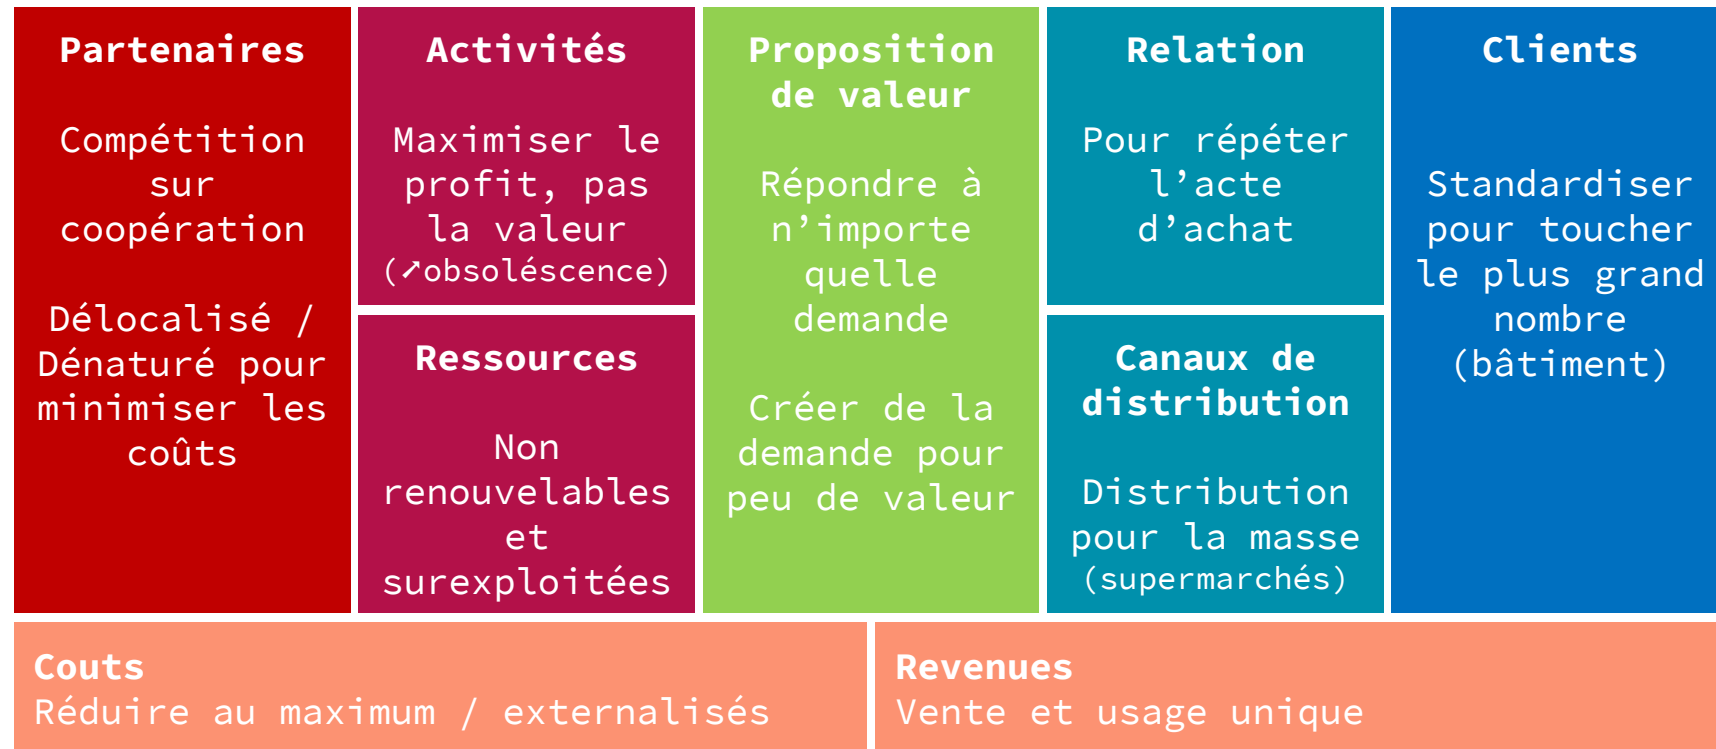 Partenaires
Compétition
sur
coopération
Délocalisé /
Dénaturé pour
minimiser les
coûts
Activités
Maximiser le
profit, pas
la valeur
(➚obsoléscence)
Ressources
Non
renouvelables
et
surexploitées
Proposition
de valeur
Répondre à
n’importe
quelle
demande
Créer de la
demande pour
peu de valeur
Relation
Pour répéter
l’acte
d’achat
Canaux de
distribution
Distribution
pour la masse
(supermarchés)
Clients
Standardiser
pour toucher
le plus grand
nombre
(bâtiment)
Couts
Réduire au maximum / externalisés
Revenues
Vente et usage unique